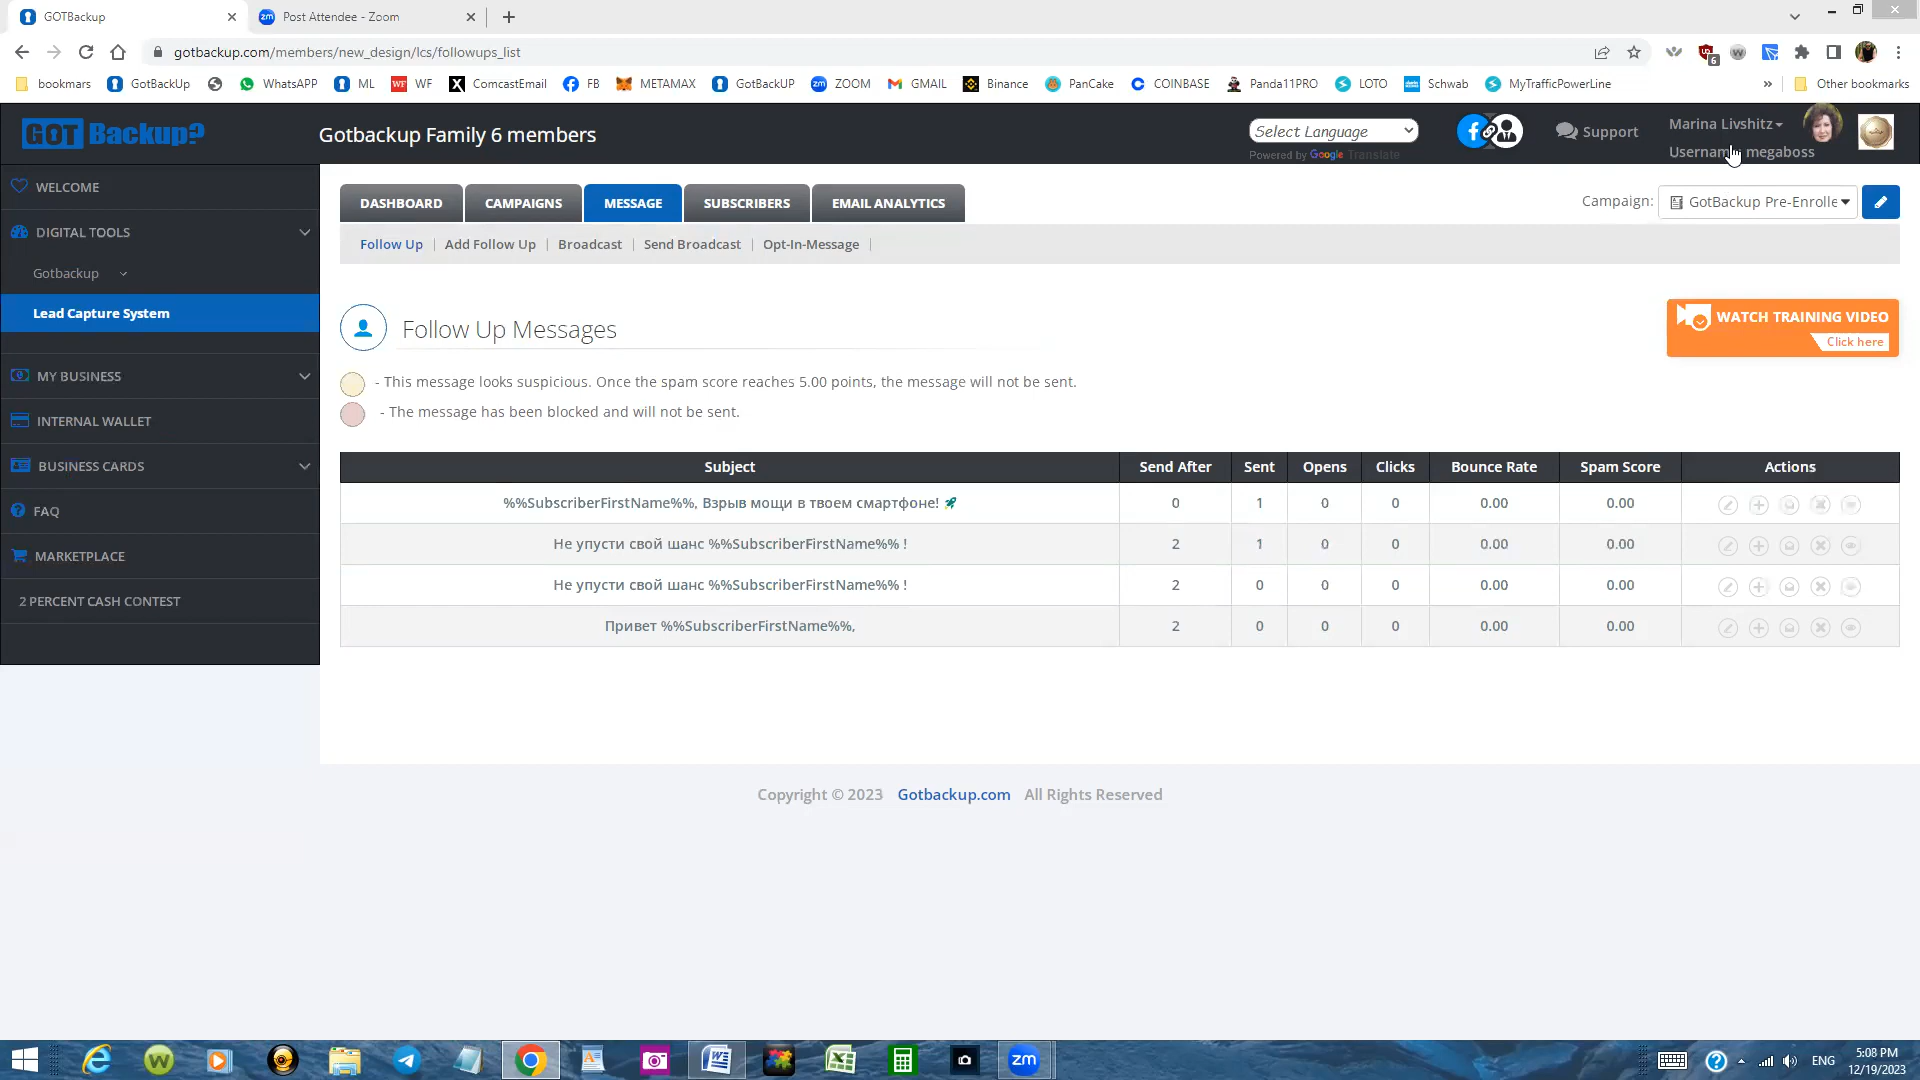 GOTBackup
Post Attendee - Zoom
gotbackup.com/members/new_design/lcs/followups_list
bookmars
GotBackUp
WhatsAPP
ML
WF
ComcastEmail
FB
METAMAX
GotBackUP
ZOOM
GMAIL
Binance
PanCake
COINBASE
Panda11PRO
LOTO
Schwab
MyTrafficPowerLine
»
Other bookmarks
GOT Backup?
Gotbackup Family 6 members
Select Language
Powered by Google Translate
Support
Marina Livshitz
megaboss
WELCOME
DIGITAL TOOLS
Gotbackup
Lead Capture System
MY BUSINESS
INTERNAL WALLET
BUSINESS CARDS
FAQ
MARKETPLACE
2 PERCENT CASH CONTEST
DASHBOARD CAMPAIGNS MESSAGE SUBSCRIBERS EMAIL ANALYTICS
Campaign: GotBackup Pre-Enrolle
Follow Up | Add Follow Up | Broadcast | Send Broadcast | Opt-In-Message |
Follow Up Messages
WATCH TRAINING VIDEO
Click here
- This message looks suspicious. Once the spam score reaches 5.00 points, the message will not be sent.
- The message has been blocked and will not be sent.
Subject Send After Sent Opens Clicks Bounce Rate Spam Score Actions
%%SubscriberFirstName%%, Взрыв мощи в твоем смартфоне! 🚀 0 1 0 0 0.00 0.00
Не упусти свой шанс %%SubscriberFirstName%% ! 2 1 0 0 0.00 0.00
Не упусти свой шанс %%SubscriberFirstName%% ! 2 0 0 0 0.00 0.00
Привет %%SubscriberFirstName%%, 2 0 0 0 0.00 0.00
Copyright © 2023 Gotbackup.com All Rights Reserved
ENG
5:08 PM
12/19/2023